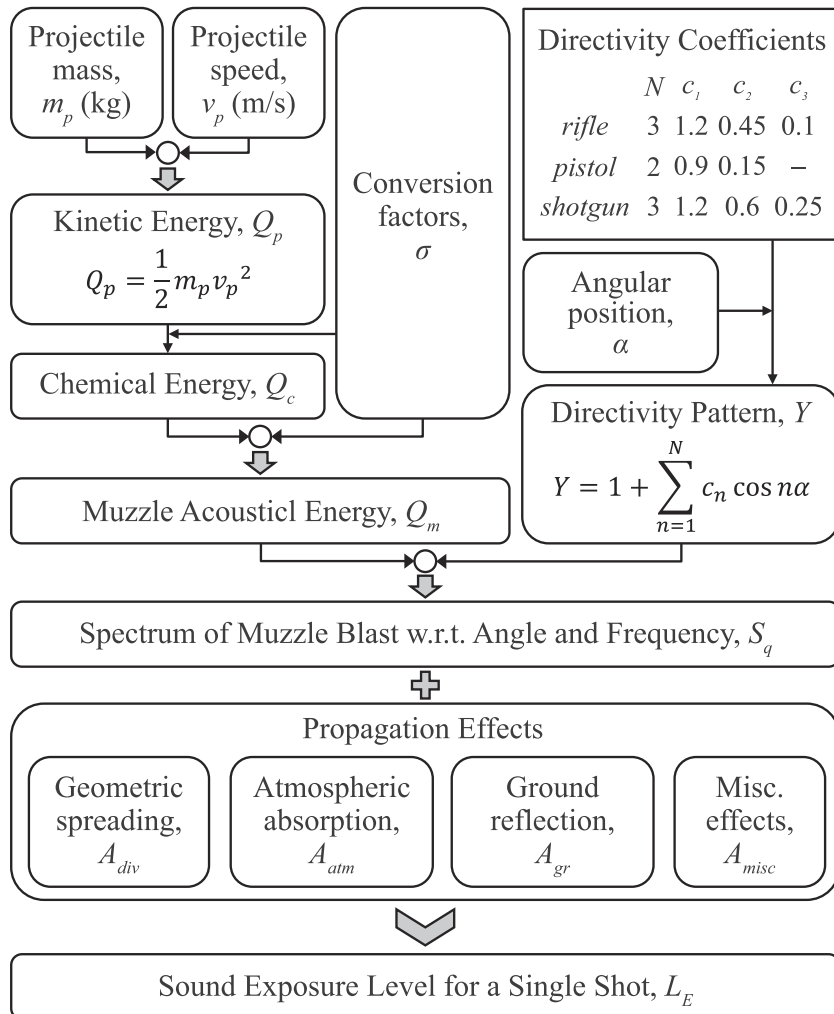 Projectile
mass,
m_p (kg)
Projectile
speed,
v_p (m/s)
Kinetic Energy, Q_p
Q_p = 1/2 m_p v_p²
Chemical Energy, Q_c
Conversion
factors,
σ
Muzzle Acousticl Energy, Q_m
Directivity Coefficients
N c_1 c_2 c_3
rifle 3 1.2 0.45 0.1
pistol 2 0.9 0.15 –
shotgun 3 1.2 0.6 0.25
Angular
position,
α
Directivity Pattern, Y
Y = 1 + ∑_{n=1}^{N} c_n cos nα
Spectrum of Muzzle Blast w.r.t. Angle and Frequency, S_q
Propagation Effects
Geometric
spreading,
A_div
Atmospheric
absorption,
A_atm
Ground
reflection,
A_gr
Misc.
effects,
A_misc
Sound Exposure Level for a Single Shot, L_E